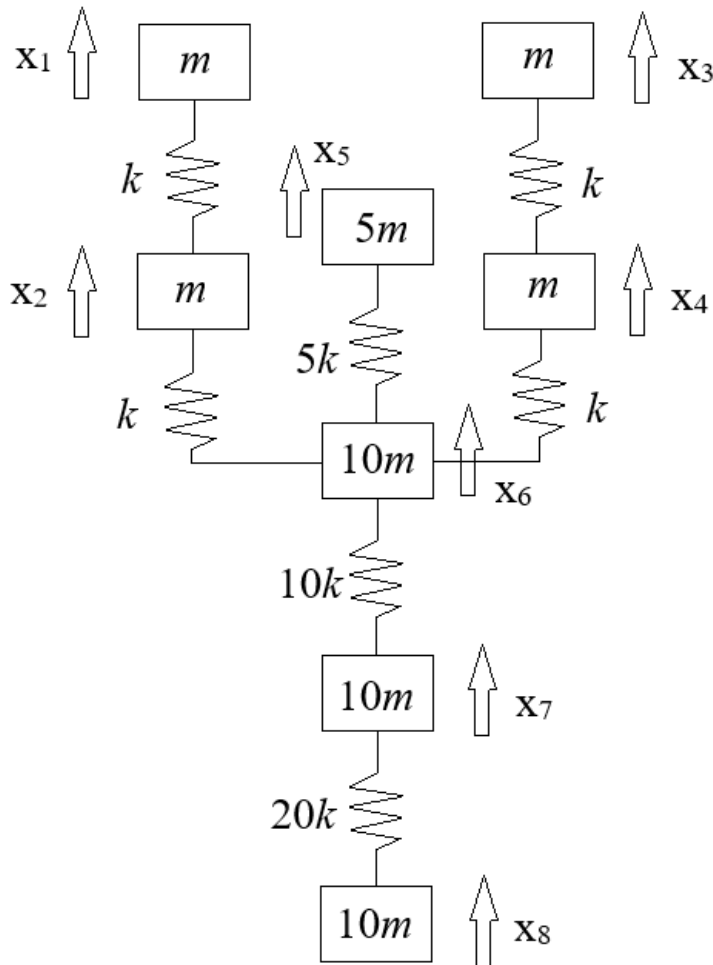 x₁ m m x₃
k x₅ k
5m
x₂ m m x₄
5k
k k
10m
x₆
10k
10m x₇
20k
10m x₈